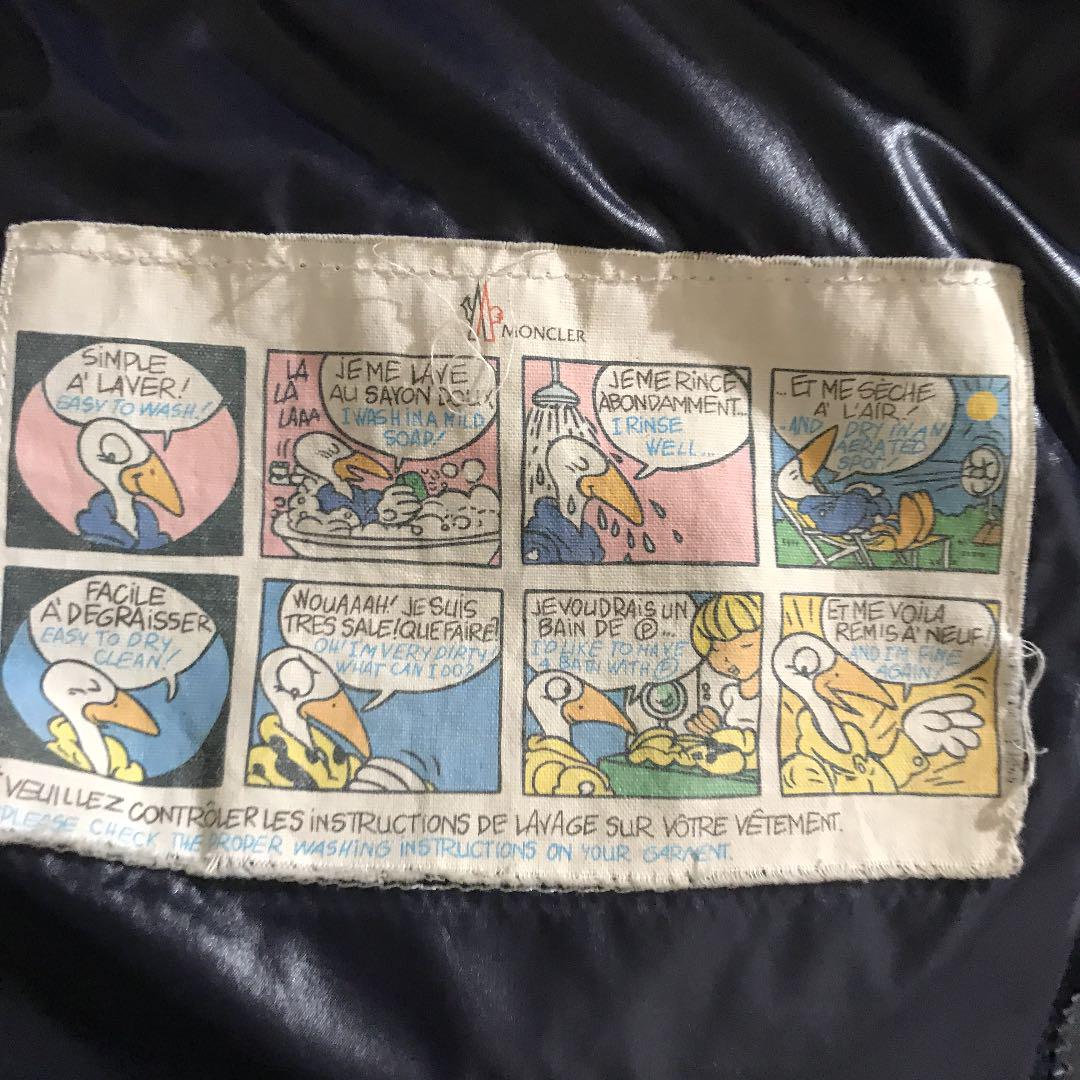 MONCLER
SiMPLE
A' LAVER!
EASY TO WASH!
LA
LÀ
LAAA
JE ME LAVE
AU SAYON DOUX
I WASH IN A MILD
SOAP!
JE ME RiNCE
ABONDAMMENT...
I RiNSE
WELL...
...ET ME SÈCHE
A' L'AiR!
..AND I DRY IN AN
AERATED
SPOT
FACiLE
A' DEGRAiSSER
EASY TO DRY
CLEAN!
WOUAAAH! JE SUiS
TRES SALE! QUE FAiRE?
OH! I'M VERY DIRTY
WHAT CAN I DO?
JE VOUDRAiS UN
BAiN DE Ⓟ...
I'D LIKE TO HAVE
A BATH WITH Ⓟ
ET ME VOiLA
REMiS A' NEUF!
AND I'M FINE
AGAIN!
VEUiLLEZ CONTRÔLER LES iNSTRUCTiONS DE LAVAGE SUR VÔTRE VÊTEMENT.
PLEASE CHECK THE PROPER WASHING INSTRUCTIONS ON YOUR GARMENT.